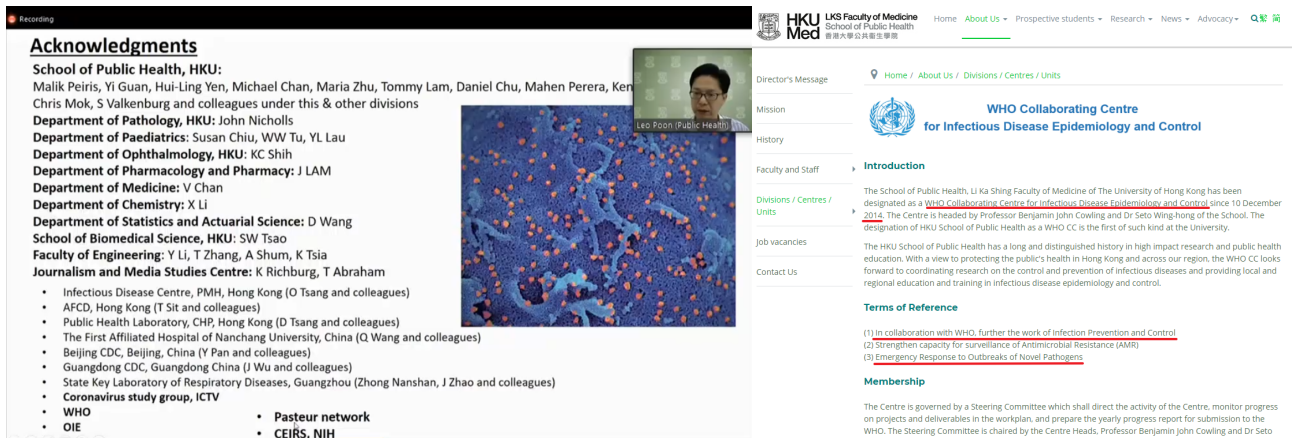 Recording
Acknowledgments
School of Public Health, HKU:
Malik Peiris, Yi Guan, Hui-Ling Yen, Michael Chan, Maria Zhu, Tommy Lam, Daniel Chu, Mahen Perera, Ken
Chris Mok, S Valkenburg and colleagues under this & other divisions
Department of Pathology, HKU: John Nicholls
Department of Paediatrics: Susan Chiu, WW Tu, YL Lau
Department of Ophthalmology, HKU: KC Shih
Department of Pharmacology and Pharmacy: J LAM
Department of Medicine: V Chan
Department of Chemistry: X Li
Department of Statistics and Actuarial Science: D Wang
School of Biomedical Science, HKU: SW Tsao
Faculty of Engineering: Y Li, T Zhang, A Shum, K Tsia
Journalism and Media Studies Centre: K Richburg, T Abraham
• Infectious Disease Centre, PMH, Hong Kong (O Tsang and colleagues)
• AFCD, Hong Kong (T Sit and colleagues)
• Public Health Laboratory, CHP, Hong Kong (D Tsang and colleagues)
• The First Affiliated Hospital of Nanchang University, China (Q Wang and colleagues)
• Beijing CDC, Beijing, China (Y Pan and colleagues)
• Guangdong CDC, Guangdong China (J Wu and colleagues)
• State Key Laboratory of Respiratory Diseases, Guangzhou (Zhong Nanshan, J Zhao and colleagues)
• Coronavirus study group, ICTV
• WHO
• OIE
• Pasteur network
• CEIRS, NIH
Leo Poon (Public Health)
HKU Med
LKS Faculty of Medicine
School of Public Health
香港大學公共衞生學院
Home About Us Prospective students Research News Advocacy 繁 简
Director's Message
Mission
History
Faculty and Staff
Divisions / Centres / Units
Job vacancies
Contact Us
Home / About Us / Divisions / Centres / Units
WHO Collaborating Centre
for Infectious Disease Epidemiology and Control
Introduction
The School of Public Health, Li Ka Shing Faculty of Medicine of The University of Hong Kong has been
designated as a WHO Collaborating Centre for Infectious Disease Epidemiology and Control since 10 December
2014. The Centre is headed by Professor Benjamin John Cowling and Dr Seto Wing-hong of the School. The
designation of HKU School of Public Health as a WHO CC is the first of such kind at the University.
The HKU School of Public Health has a long and distinguished history in high impact research and public health
education. With a view to protecting the public's health in Hong Kong and across our region, the WHO CC looks
forward to coordinating research on the control and prevention of infectious diseases and providing local and
regional education and training in infectious disease epidemiology and control.
Terms of Reference
(1) In collaboration with WHO, further the work of Infection Prevention and Control
(2) Strengthen capacity for surveillance of Antimicrobial Resistance (AMR)
(3) Emergency Response to Outbreaks of Novel Pathogens
Membership
The Centre is governed by a Steering Committee which shall direct the activity of the Centre, monitor progress
on projects and deliverables in the workplan, and prepare the yearly progress report for submission to the
WHO. The Steering Committee is chaired by the Centre Heads, Professor Benjamin John Cowling and Dr Seto